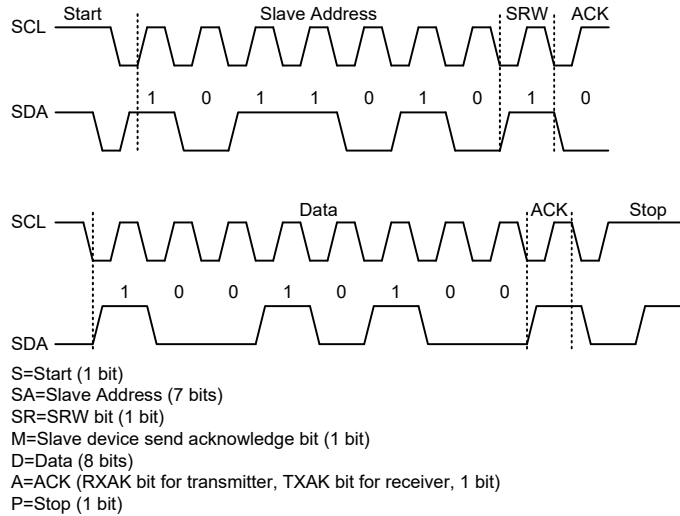 Start Slave Address SRW ACK
SCL
1 0 1 1 0 1 0 1 0
SDA
Data ACK Stop
SCL
1 0 0 1 0 1 0 0
SDA
S=Start (1 bit)
SA=Slave Address (7 bits)
SR=SRW bit (1 bit)
M=Slave device send acknowledge bit (1 bit)
D=Data (8 bits)
A=ACK (RXAK bit for transmitter, TXAK bit for receiver, 1 bit)
P=Stop (1 bit)